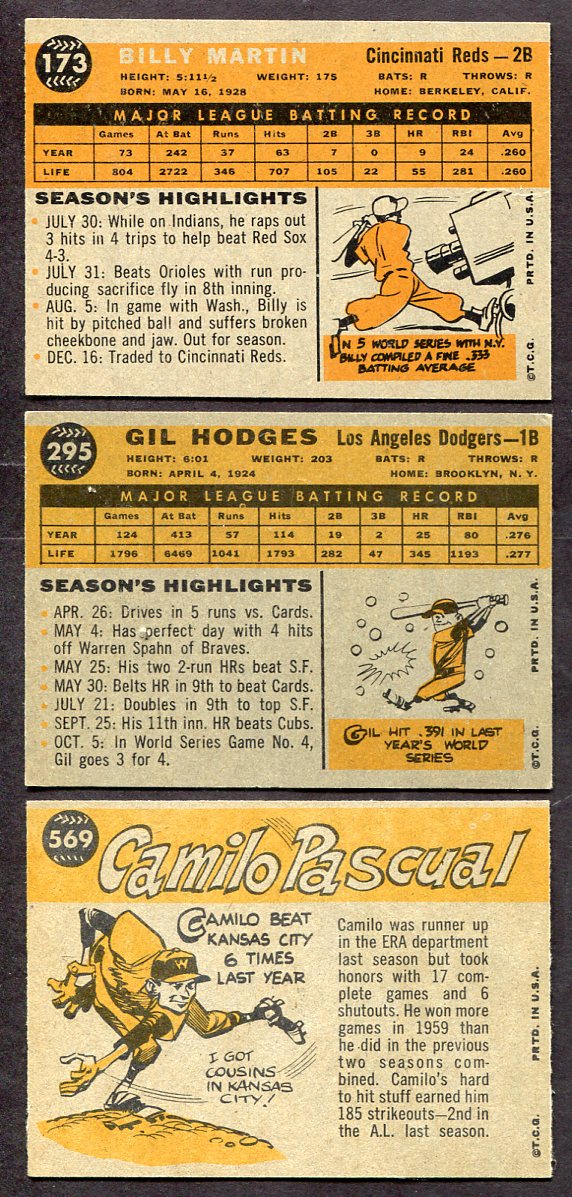 173
BILLY MARTIN Cincinnati Reds — 2B
HEIGHT: 5:11½ WEIGHT: 175 BATS: R THROWS: R
BORN: MAY 16, 1928 HOME: BERKELEY, CALIF.
MAJOR LEAGUE BATTING RECORD
Games At Bat Runs Hits 2B 3B HR RBI Avg
YEAR 73 242 37 63 7 0 9 24 .260
LIFE 804 2722 346 707 105 22 55 281 .260
SEASON'S HIGHLIGHTS
JULY 30: While on Indians, he raps out
3 hits in 4 trips to help beat Red Sox
4-3.
JULY 31: Beats Orioles with run pro-
ducing sacrifice fly in 8th inning.
AUG. 5: In game with Wash., Billy is
hit by pitched ball and suffers broken
cheekbone and jaw. Out for season.
DEC. 16: Traded to Cincinnati Reds.
IN 5 WORLD SERIES WITH N.Y.
BILLY COMPILED A FINE .333
BATTING AVERAGE
©T.C.G. PRTD. IN U.S.A.
295
GIL HODGES Los Angeles Dodgers—1B
HEIGHT: 6:01 WEIGHT: 203 BATS: R THROWS: R
BORN: APRIL 4, 1924 HOME: BROOKLYN, N. Y.
MAJOR LEAGUE BATTING RECORD
Games At Bat Runs Hits 2B 3B HR RBI Avg
YEAR 124 413 57 114 19 2 25 80 .276
LIFE 1796 6469 1041 1793 282 47 345 1193 .277
SEASON'S HIGHLIGHTS
APR. 26: Drives in 5 runs vs. Cards.
MAY 4: Has perfect day with 4 hits
off Warren Spahn of Braves.
MAY 25: His two 2-run HRs beat S.F.
MAY 30: Belts HR in 9th to beat Cards.
JULY 21: Doubles in 9th to top S.F.
SEPT. 25: His 11th inn. HR beats Cubs.
OCT. 5: In World Series Game No. 4,
Gil goes 3 for 4.
GIL HIT .391 IN LAST
YEAR'S WORLD
SERIES
©T.C.G. PRTD. IN U.S.A.
569
Camilo Pascual
CAMILO BEAT
KANSAS CITY
6 TIMES
LAST YEAR
W
I GOT
COUSINS
IN KANSAS
CITY!
Camilo was runner up
in the ERA department
last season but took
honors with 17 com-
plete games and 6
shutouts. He won more
games in 1959 than
he did in the previous
two seasons com-
bined. Camilo's hard
to hit stuff earned him
185 strikeouts—2nd in
the A.L. last season.
©T.C.G. PRTD. IN U.S.A.